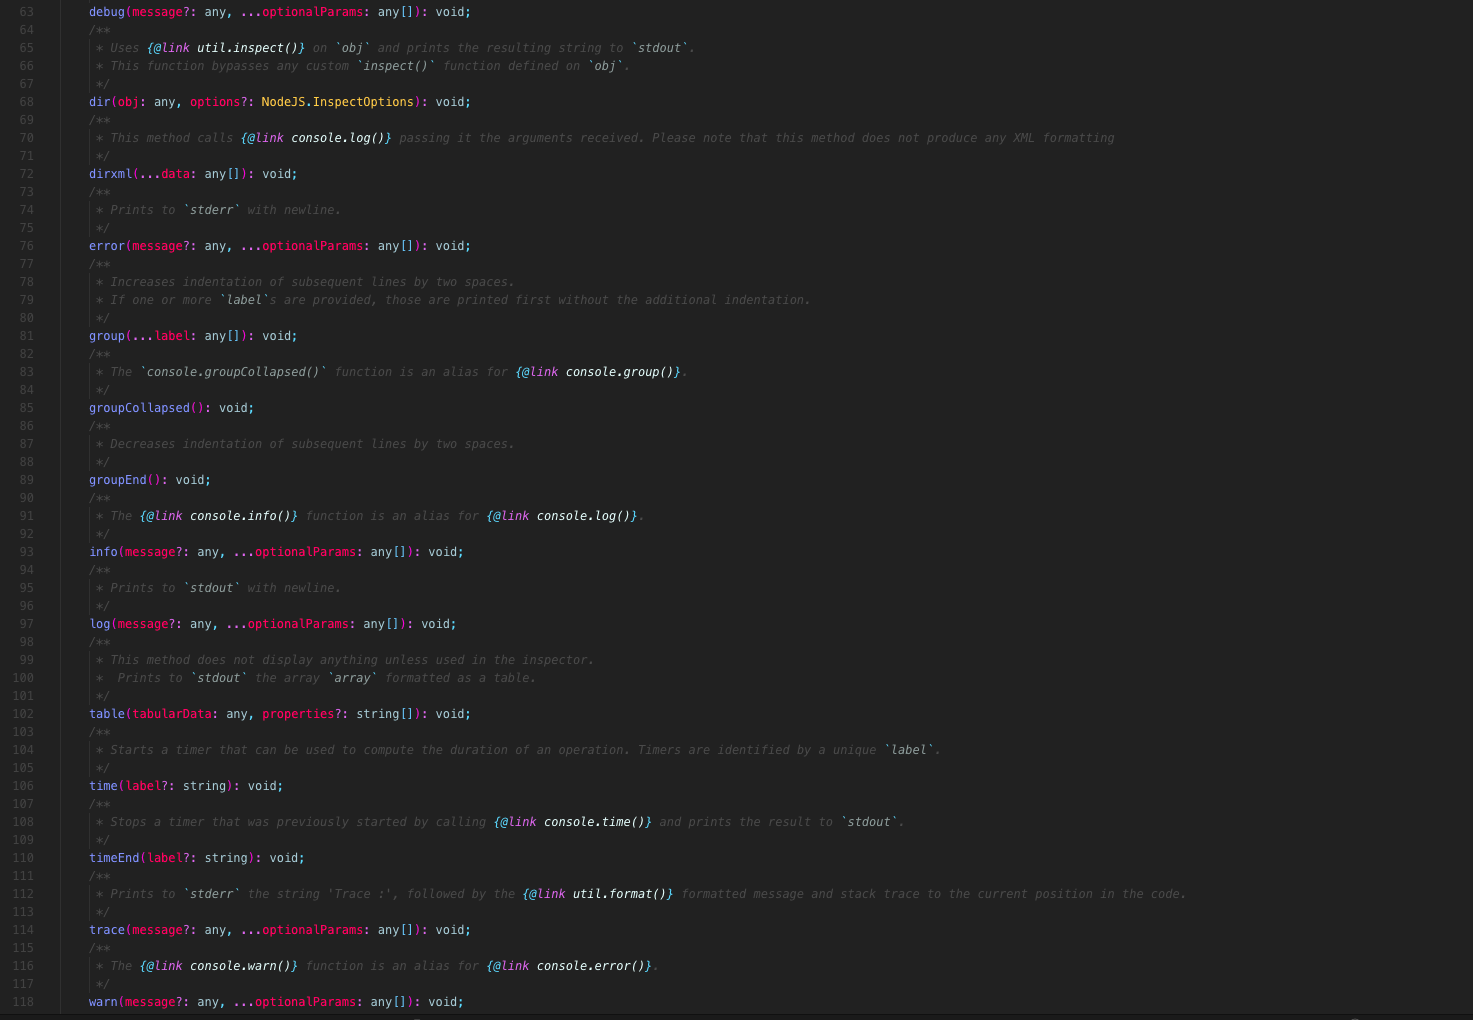 63 debug(message?: any, ...optionalParams: any[]): void;
64 /**
65 * Uses {@link util.inspect()} on `obj` and prints the resulting string to `stdout`.
66 * This function bypasses any custom `inspect()` function defined on `obj`.
67 */
68 dir(obj: any, options?: NodeJS.InspectOptions): void;
69 /**
70 * This method calls {@link console.log()} passing it the arguments received. Please note that this method does not produce any XML formatting
71 */
72 dirxml(...data: any[]): void;
73 /**
74 * Prints to `stderr` with newline.
75 */
76 error(message?: any, ...optionalParams: any[]): void;
77 /**
78 * Increases indentation of subsequent lines by two spaces.
79 * If one or more `label`s are provided, those are printed first without the additional indentation.
80 */
81 group(...label: any[]): void;
82 /**
83 * The `console.groupCollapsed()` function is an alias for {@link console.group()}.
84 */
85 groupCollapsed(): void;
86 /**
87 * Decreases indentation of subsequent lines by two spaces.
88 */
89 groupEnd(): void;
90 /**
91 * The {@link console.info()} function is an alias for {@link console.log()}.
92 */
93 info(message?: any, ...optionalParams: any[]): void;
94 /**
95 * Prints to `stdout` with newline.
96 */
97 log(message?: any, ...optionalParams: any[]): void;
98 /**
99 * This method does not display anything unless used in the inspector.
100 *  Prints to `stdout` the array `array` formatted as a table.
101 */
102 table(tabularData: any, properties?: string[]): void;
103 /**
104 * Starts a timer that can be used to compute the duration of an operation. Timers are identified by a unique `label`.
105 */
106 time(label?: string): void;
107 /**
108 * Stops a timer that was previously started by calling {@link console.time()} and prints the result to `stdout`.
109 */
110 timeEnd(label?: string): void;
111 /**
112 * Prints to `stderr` the string 'Trace :', followed by the {@link util.format()} formatted message and stack trace to the current position in the code.
113 */
114 trace(message?: any, ...optionalParams: any[]): void;
115 /**
116 * The {@link console.warn()} function is an alias for {@link console.error()}.
117 */
118 warn(message?: any, ...optionalParams: any[]): void;